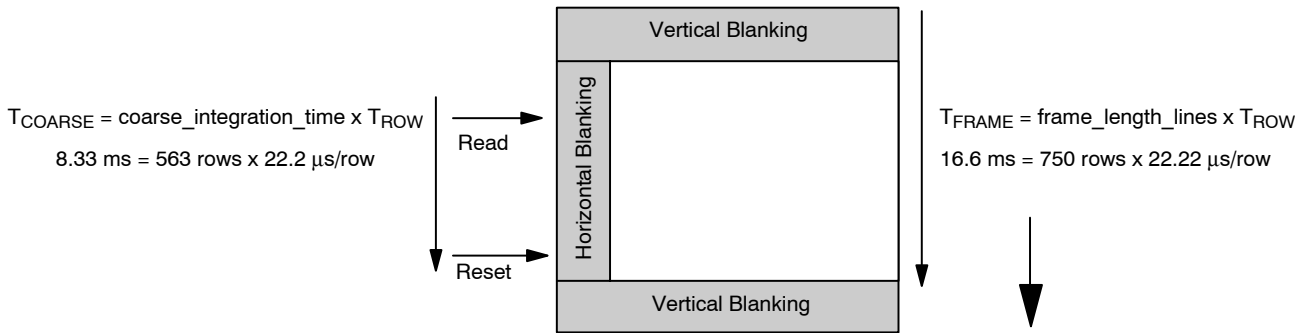 Vertical Blanking
T_COARSE = coarse_integration_time x T_ROW
8.33 ms = 563 rows x 22.2 μs/row
Read
Reset
Horizontal Blanking
T_FRAME = frame_length_lines x T_ROW
16.6 ms = 750 rows x 22.22 μs/row
Vertical Blanking